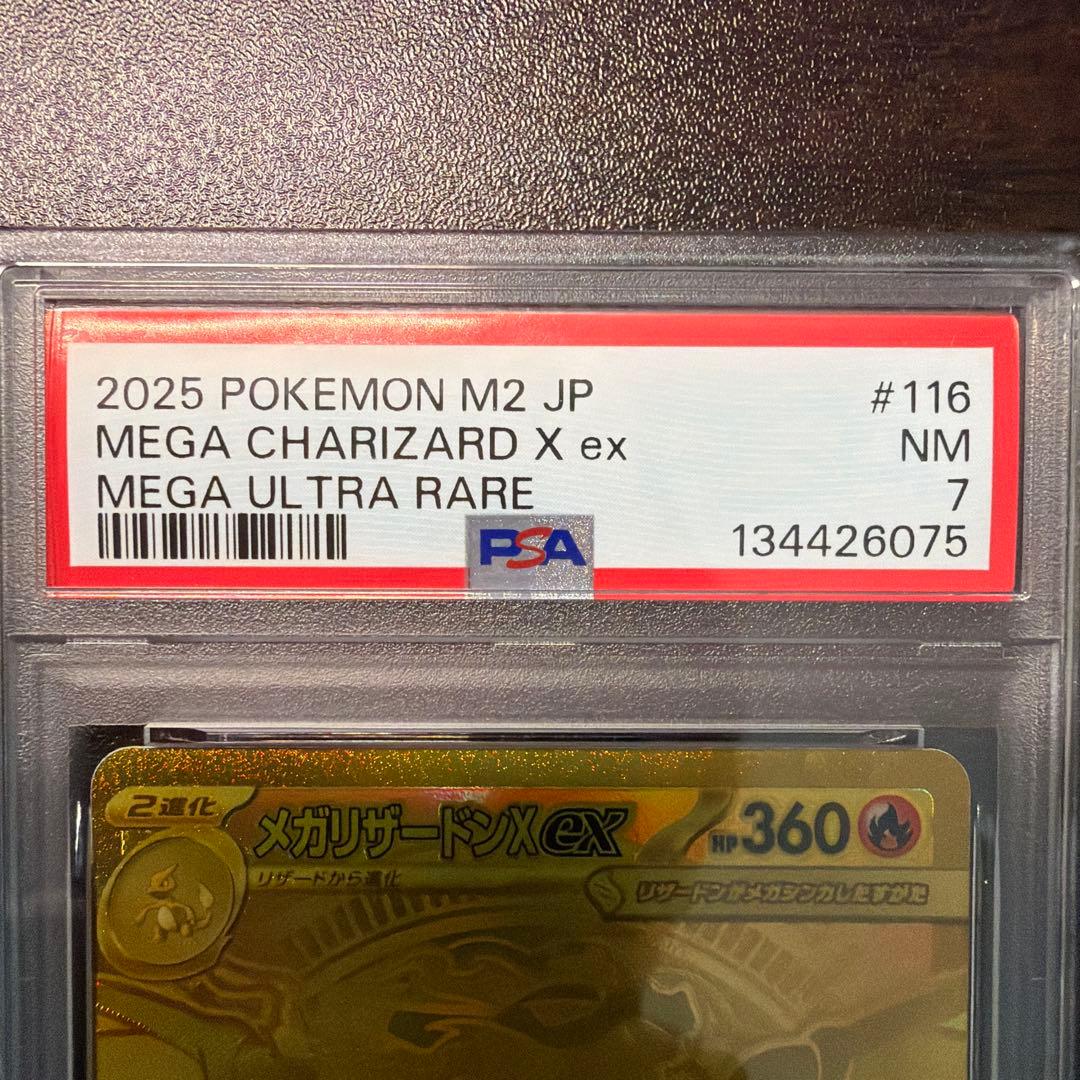 2025 POKEMON M2 JP #116
MEGA CHARIZARD X ex NM
MEGA ULTRA RARE 7
PSA 134426075
2進化 メガリザードンXex HP360
リザードから進化
リザードンがメガシンカしたすがた